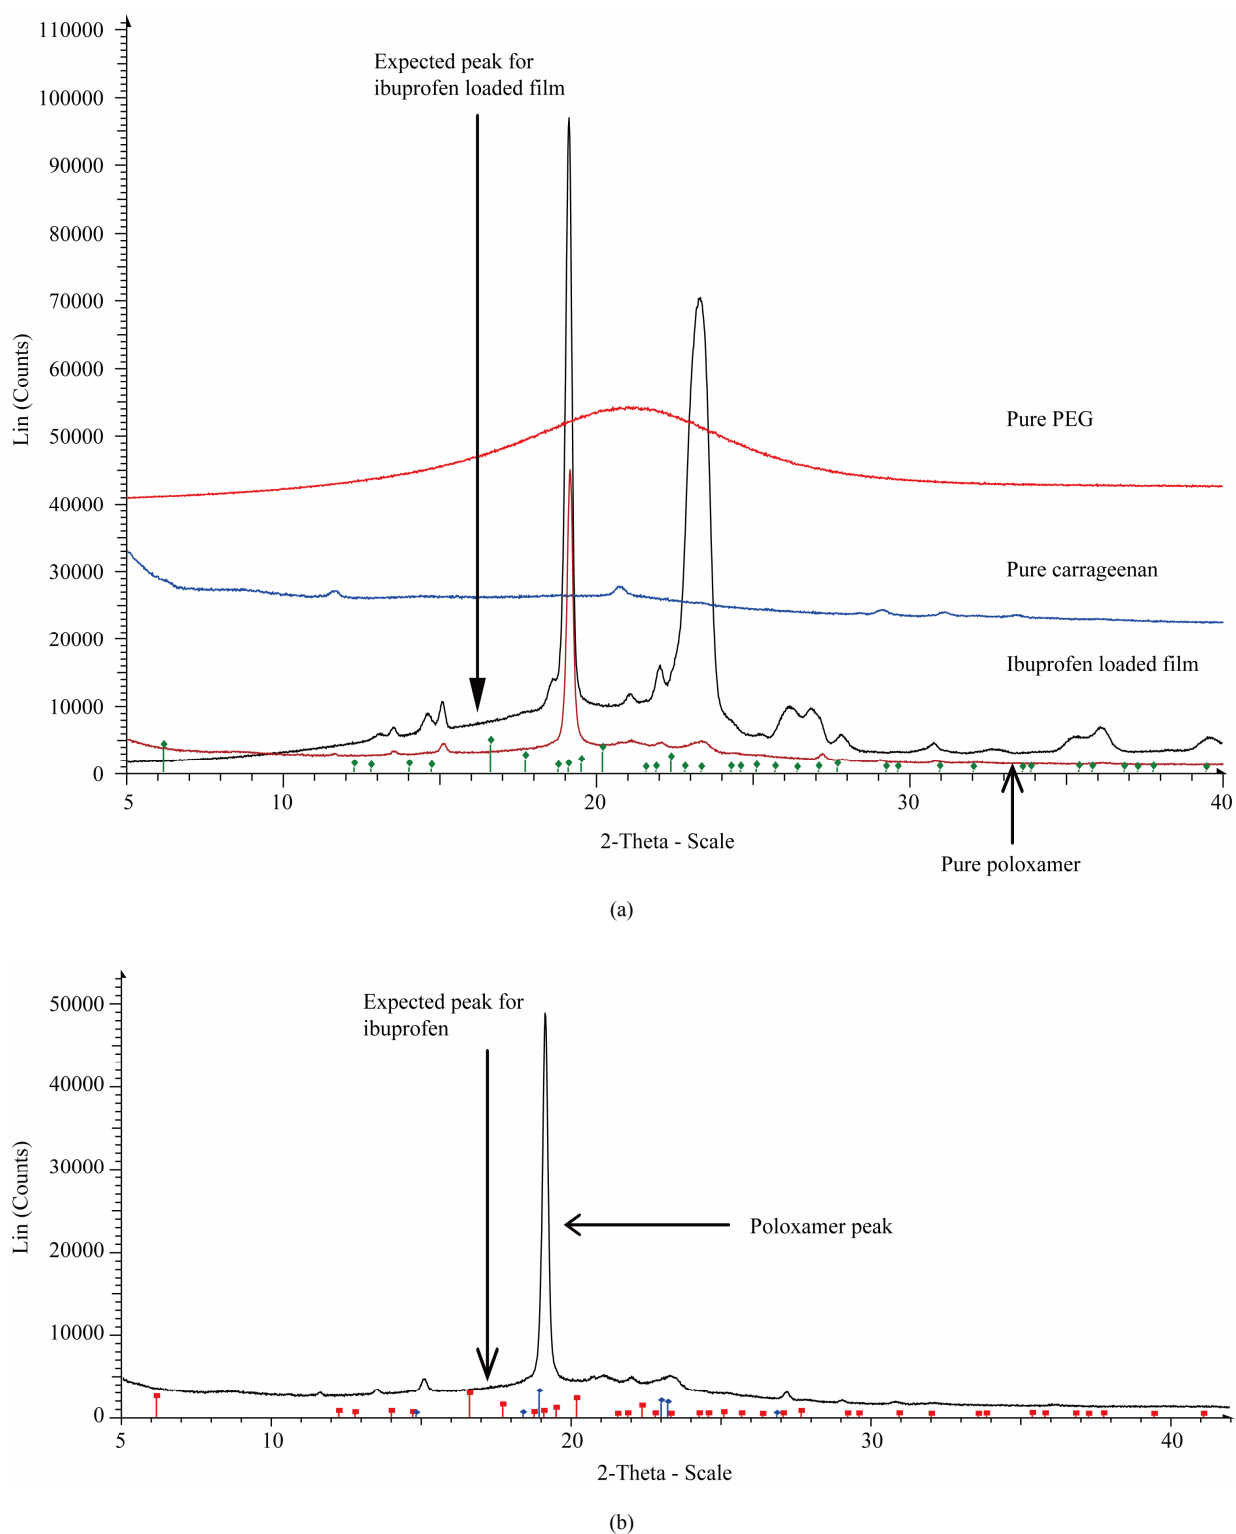 110000
Expected peak for
ibuprofen loaded film
100000
90000
80000
70000
60000
Lin (Counts)
50000
Pure PEG
40000
30000
Pure carrageenan
20000
Ibuprofen loaded film
10000
0
5 10 20 30 40
2-Theta - Scale
Pure poloxamer
(a)
50000
Expected peak for
ibuprofen
40000
30000
Lin (Counts)
Poloxamer peak
20000
10000
0
5 10 20 30 40
2-Theta - Scale
(b)